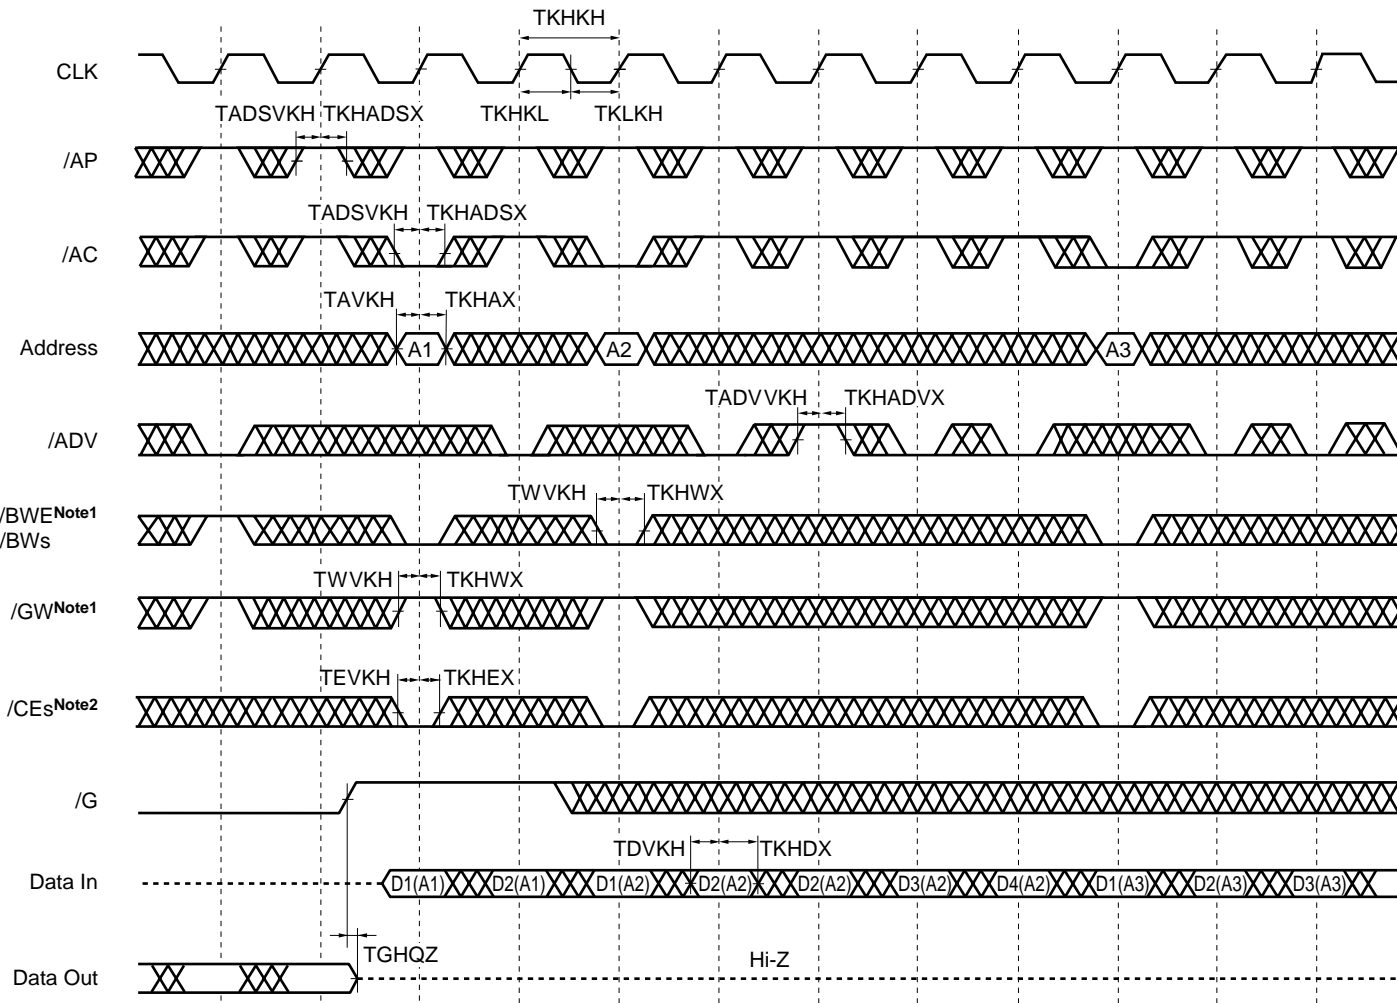 TKHKH
CLK
TADSVKH TKHADSX TKHKL TKLKH
/AP
TADSVKH TKHADSX
/AC
TAVKH TKHAX
Address A1 A2 A3
TADVVKH TKHADVX
/ADV
TWVKH TKHWX
/BWENote1
/BWs
TWVKH TKHWX
/GWNote1
TEVKH TKHEX
/CEsNote2
/G
TDVKH TKHDX
Data In D1(A1) D2(A1) D1(A2) D2(A2) D2(A2) D3(A2) D4(A2) D1(A3) D2(A3) D3(A3)
TGHQZ Hi-Z
Data Out